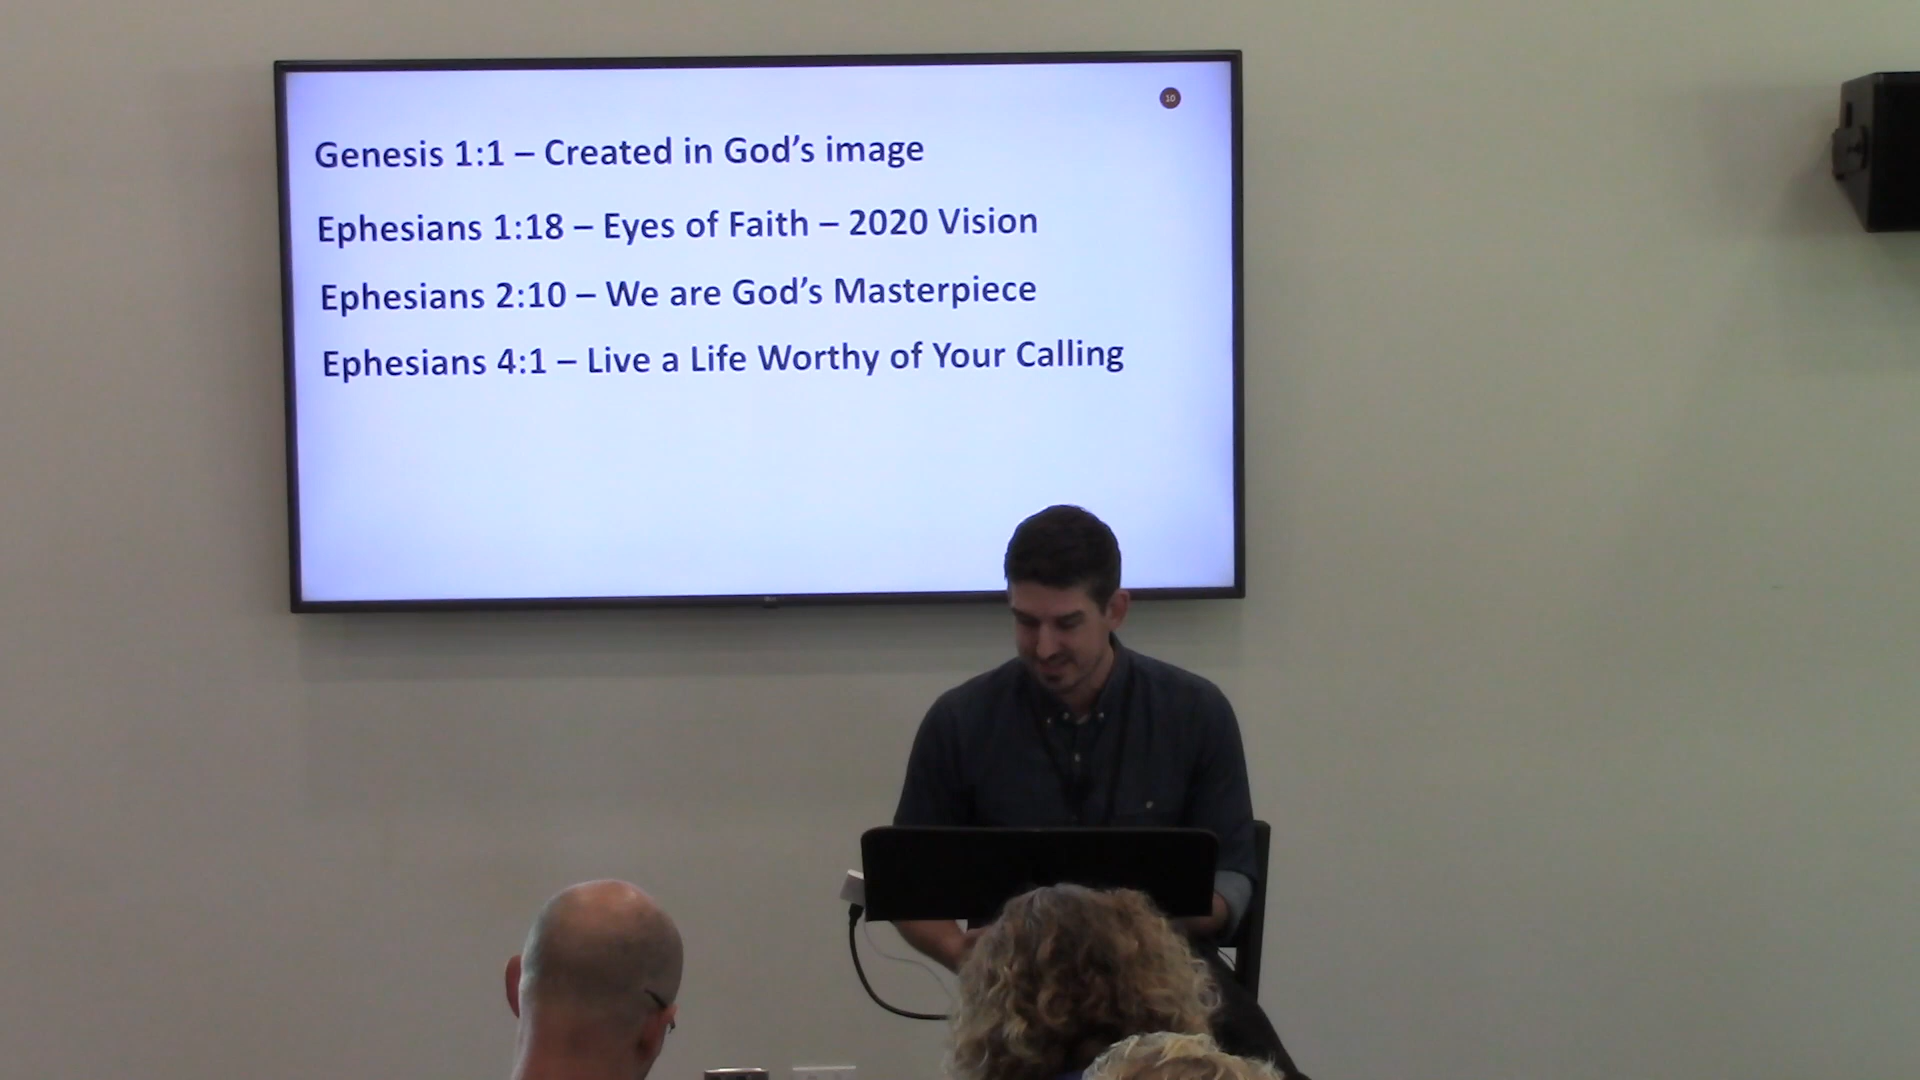 10
Genesis 1:1 – Created in God’s image
Ephesians 1:18 – Eyes of Faith – 2020 Vision
Ephesians 2:10 – We are God’s Masterpiece
Ephesians 4:1 – Live a Life Worthy of Your Calling